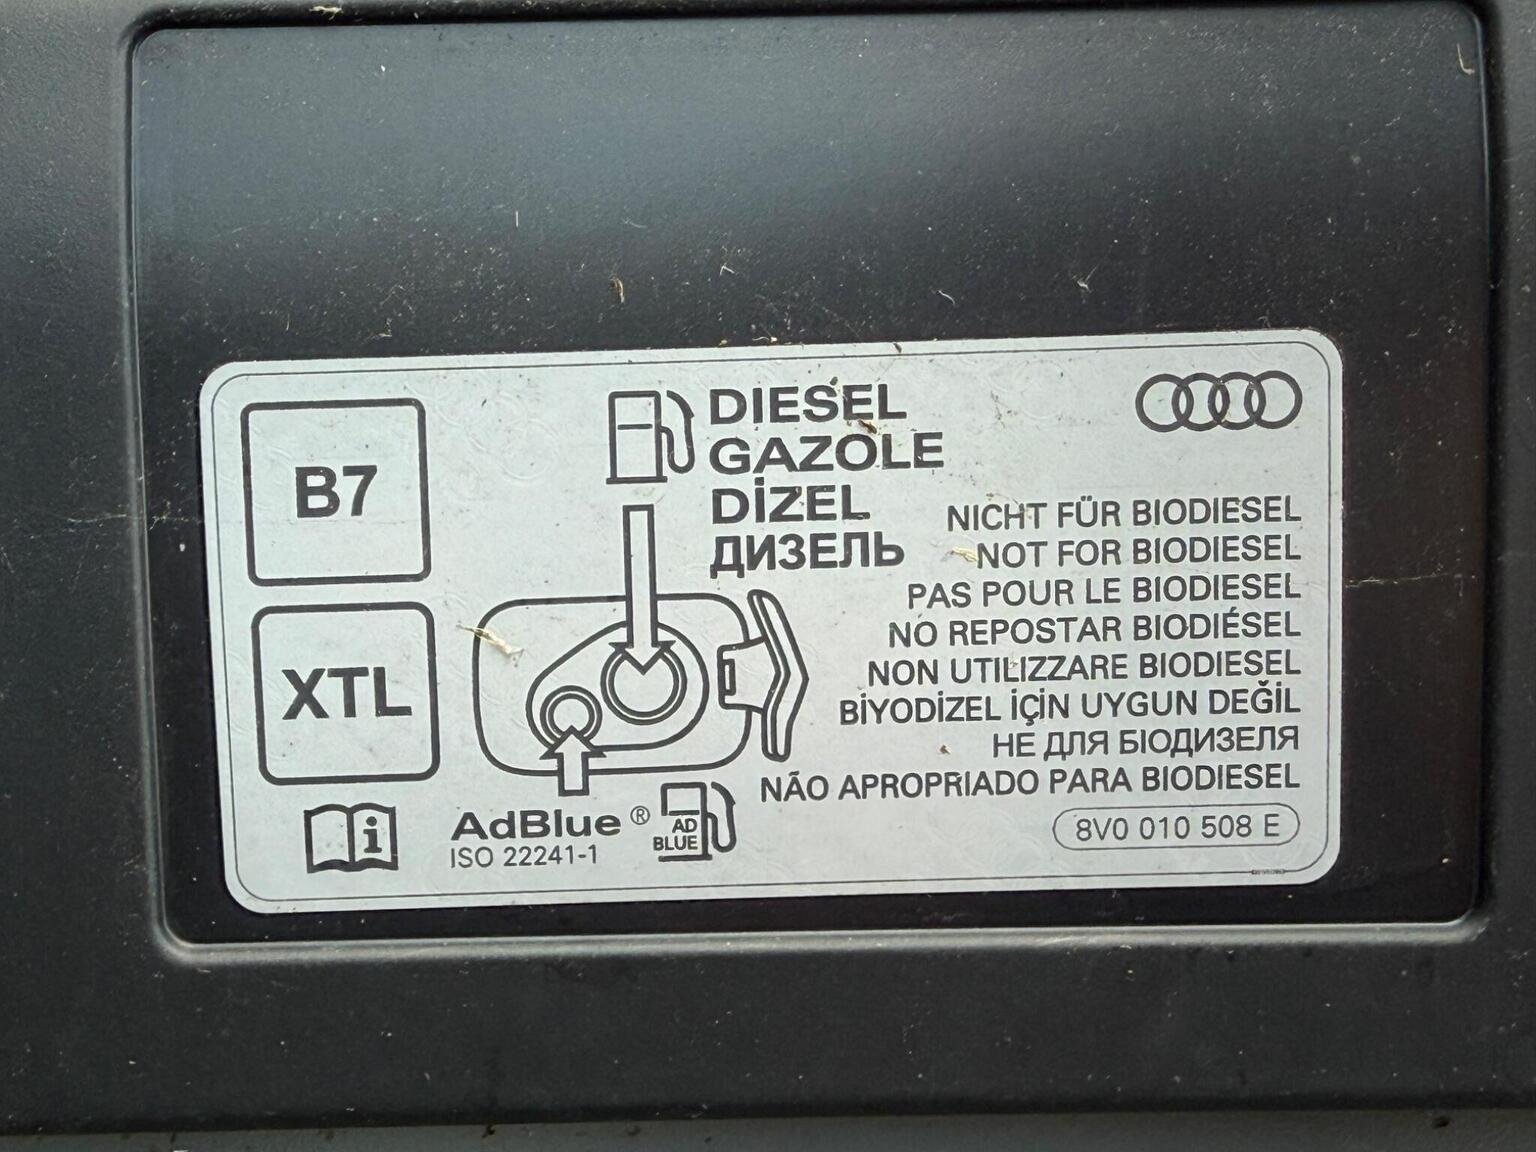 B7
XTL
DIESEL
GAZOLE
DİZEL
ДИЗЕЛЬ
NICHT FÜR BIODIESEL
NOT FOR BIODIESEL
PAS POUR LE BIODIESEL
NO REPOSTAR BIODIÉSEL
NON UTILIZZARE BIODIESEL
BİYODİZEL İÇİN UYGUN DEĞİL
НЕ ДЛЯ БІОДИЗЕЛЯ
NÃO APROPRIADO PARA BIODIESEL
8V0 010 508 E
i
AdBlue®
ISO 22241-1
AD
BLUE